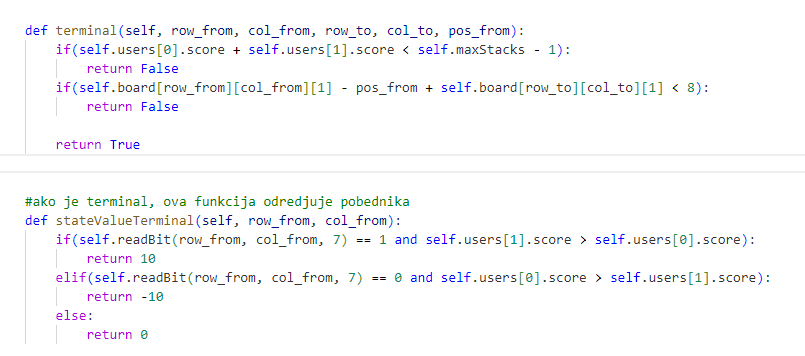 def terminal(self, row_from, col_from, row_to, col_to, pos_from):
    if(self.users[0].score + self.users[1].score < self.maxStacks - 1):
        return False
    if(self.board[row_from][col_from][1] - pos_from + self.board[row_to][col_to][1] < 8):
        return False
    return True
#ako je terminal, ova funkcija odredjuje pobednika
def stateValueTerminal(self, row_from, col_from):
    if(self.readBit(row_from, col_from, 7) == 1 and self.users[1].score > self.users[0].score):
        return 10
    elif(self.readBit(row_from, col_from, 7) == 0 and self.users[0].score > self.users[1].score):
        return -10
    else:
        return 0